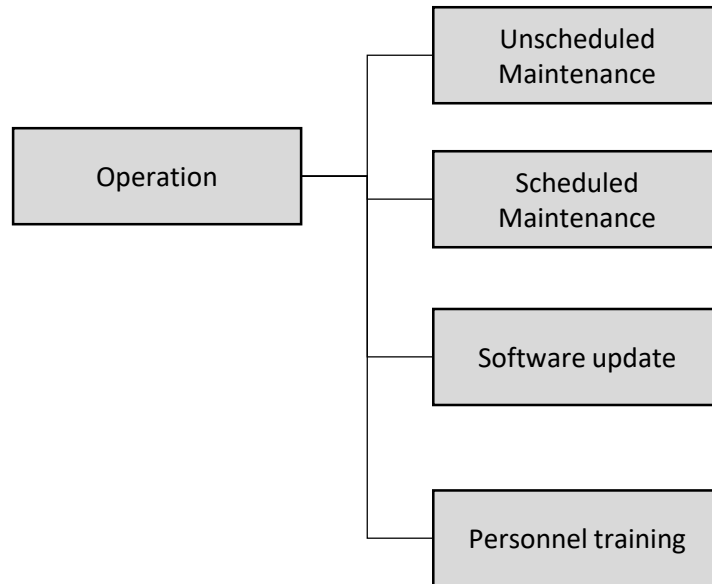 Unscheduled
Maintenance
Operation
Scheduled
Maintenance
Software update
Personnel training